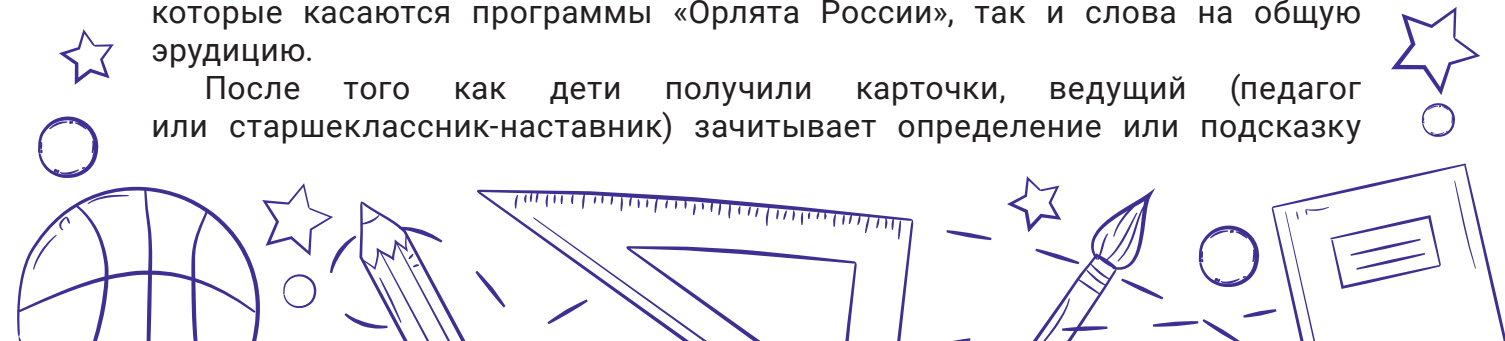 которые касаются программы «Орлята России», так и слова на общую
эрудицию.
После того как дети получили карточки, ведущий (педагог
или старшеклассник-наставник) зачитывает определение или подсказку